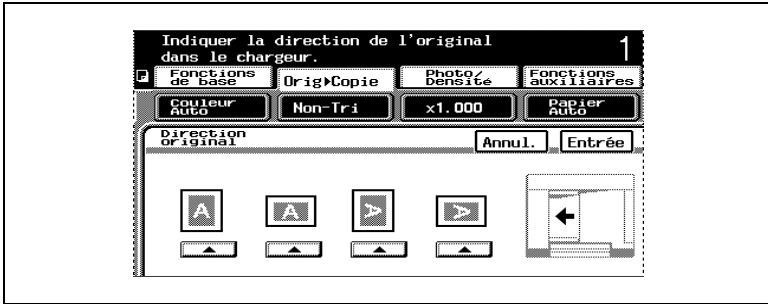 Indiquer la direction de l'original
dans le chargeur.
1
Fonctions
de base
Orig▸Copie
Photo/
Densité
Fonctions
auxiliaires
Couleur
Auto
Non-Tri
x1.000
Papier
Auto
Direction
original
Annul.
Entrée
A
A
A
A